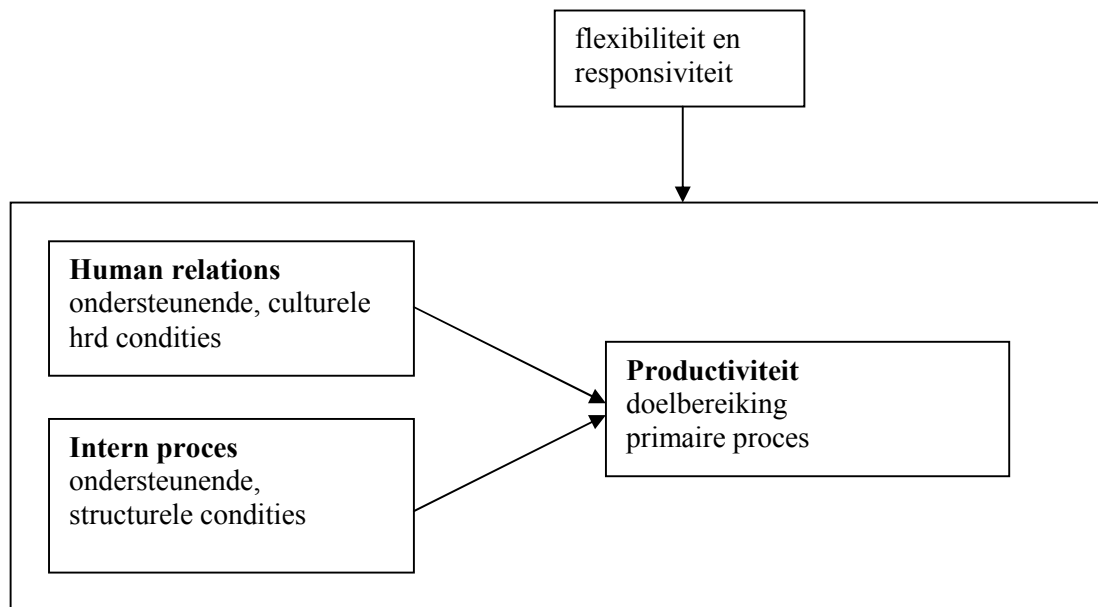 flexibiliteit en
responsiviteit
Human relations
ondersteunende, culturele
hrd condities
Productiviteit
doelbereiking
primaire proces
Intern proces
ondersteunende,
structurele condities